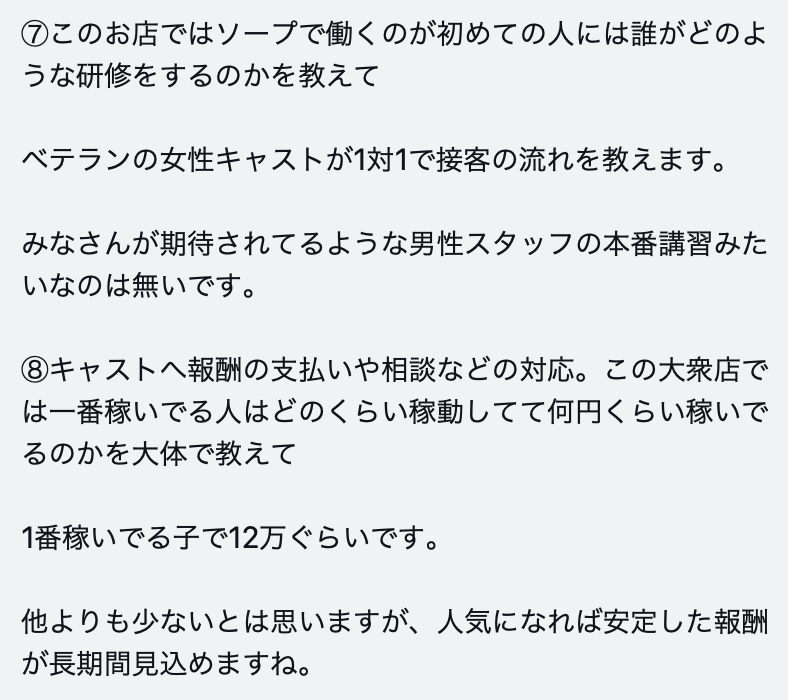 ⑦このお店ではソープで働くのが初めての人には誰がどのよ
うな研修をするのかを教えて
ベテランの女性キャストが1対1で接客の流れを教えます。
みなさんが期待されてるような男性スタッフの本番講習みた
いなのは無いです。
⑧キャストへ報酬の支払いや相談などの対応。この大衆店で
は一番稼いでる人はどのくらい稼動してて何円くらい稼いで
るのかを大体で教えて
1番稼いでる子で12万ぐらいです。
他よりも少ないとは思いますが、人気になれば安定した報酬
が長期間見込めますね。